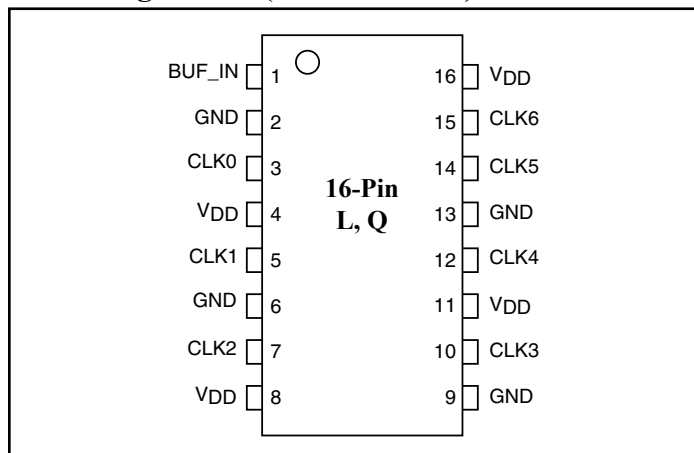 BUF_IN 1 16 VDD
GND 2 15 CLK6
CLK0 3 14 CLK5
16-Pin
L, Q
VDD 4 13 GND
CLK1 5 12 CLK4
GND 6 11 VDD
CLK2 7 10 CLK3
VDD 8 9 GND